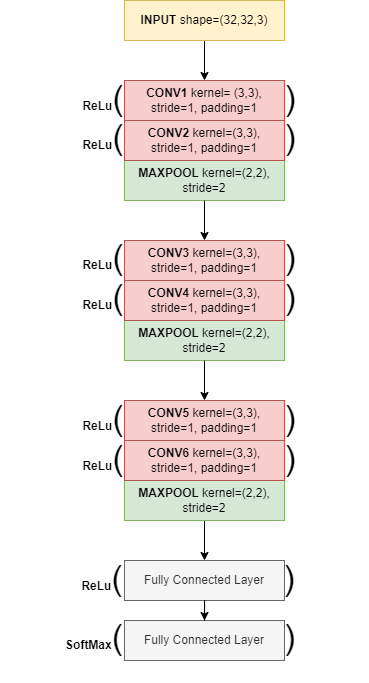 INPUT shape=(32,32,3)
CONV1 kernel= (3,3),
stride=1, padding=1
ReLu
CONV2 kernel=(3,3),
stride=1, padding=1
ReLu
MAXPOOL kernel=(2,2),
stride=2
CONV3 kernel=(3,3),
stride=1, padding=1
ReLu
CONV4 kernel=(3,3),
stride=1, padding=1
ReLu
MAXPOOL kernel=(2,2),
stride=2
CONV5 kernel=(3,3),
stride=1, padding=1
ReLu
CONV6 kernel=(3,3),
stride=1, padding=1
ReLu
MAXPOOL kernel=(2,2),
stride=2
Fully Connected Layer
ReLu
Fully Connected Layer
SoftMax